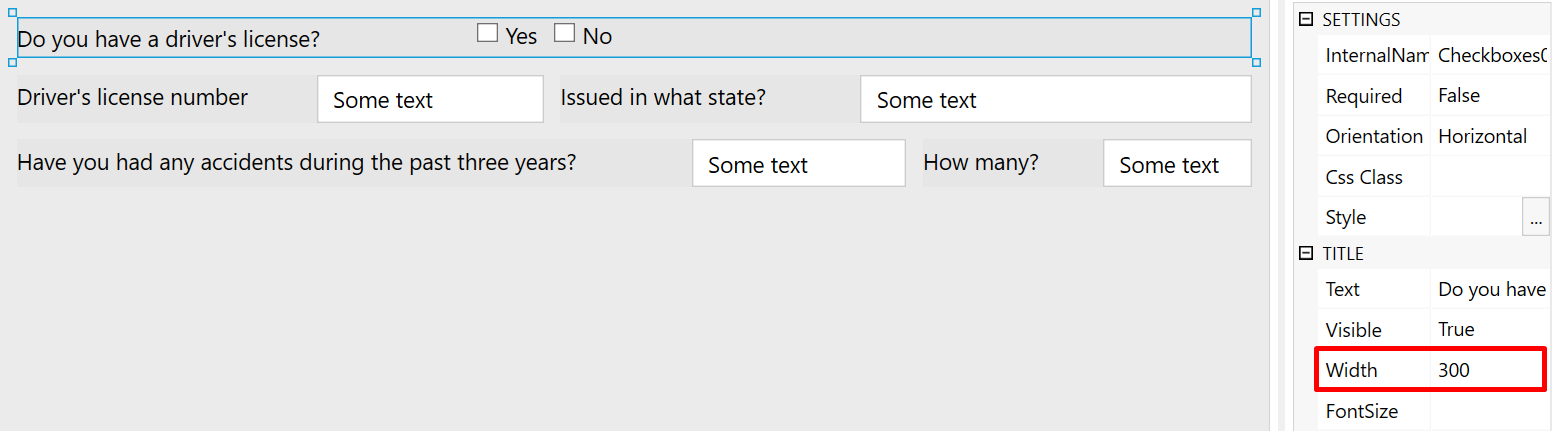 Do you have a driver's license? Yes No
Driver's license number Some text Issued in what state? Some text
Have you had any accidents during the past three years? Some text How many? Some text
SETTINGS
InternalNam Checkboxes0
Required False
Orientation Horizontal
Css Class
Style ...
TITLE
Text Do you have
Visible True
Width 300
FontSize